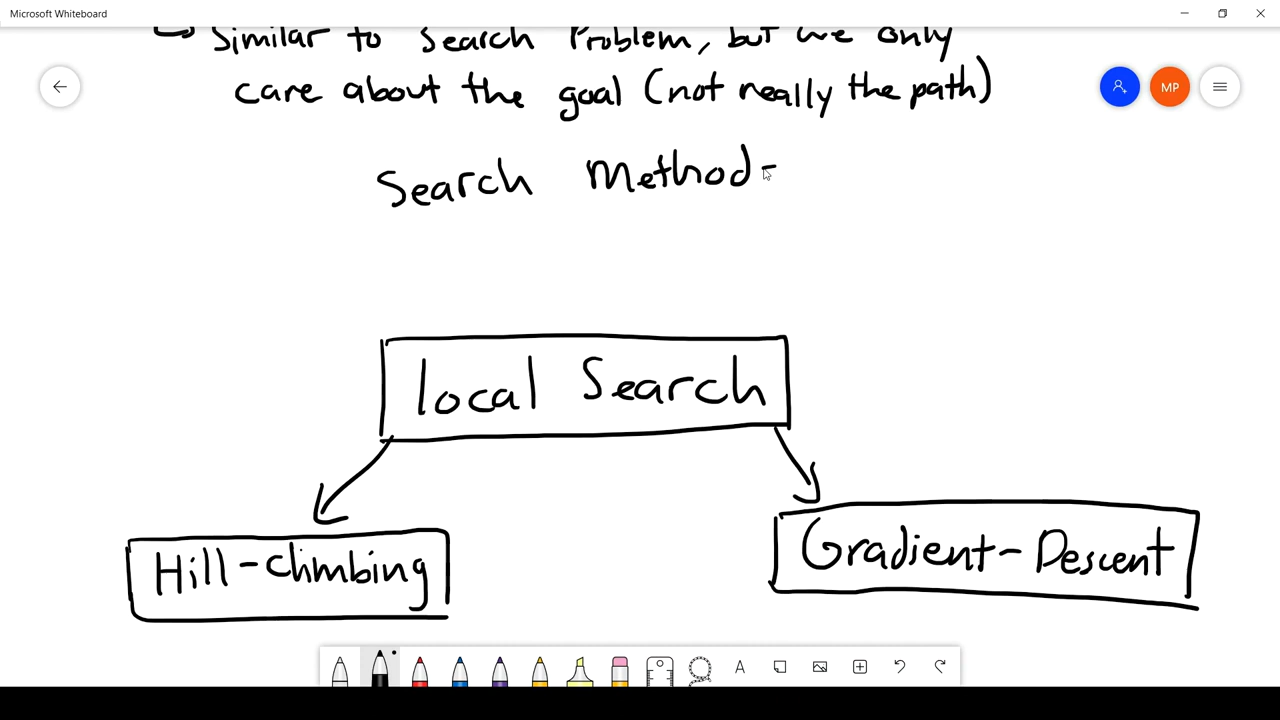 Microsoft Whiteboard
Similar to Search Problem, but we only
care about the goal (not really the path)
MP
Search Method
local Search
Hill-climbing
Gradient-Descent
A